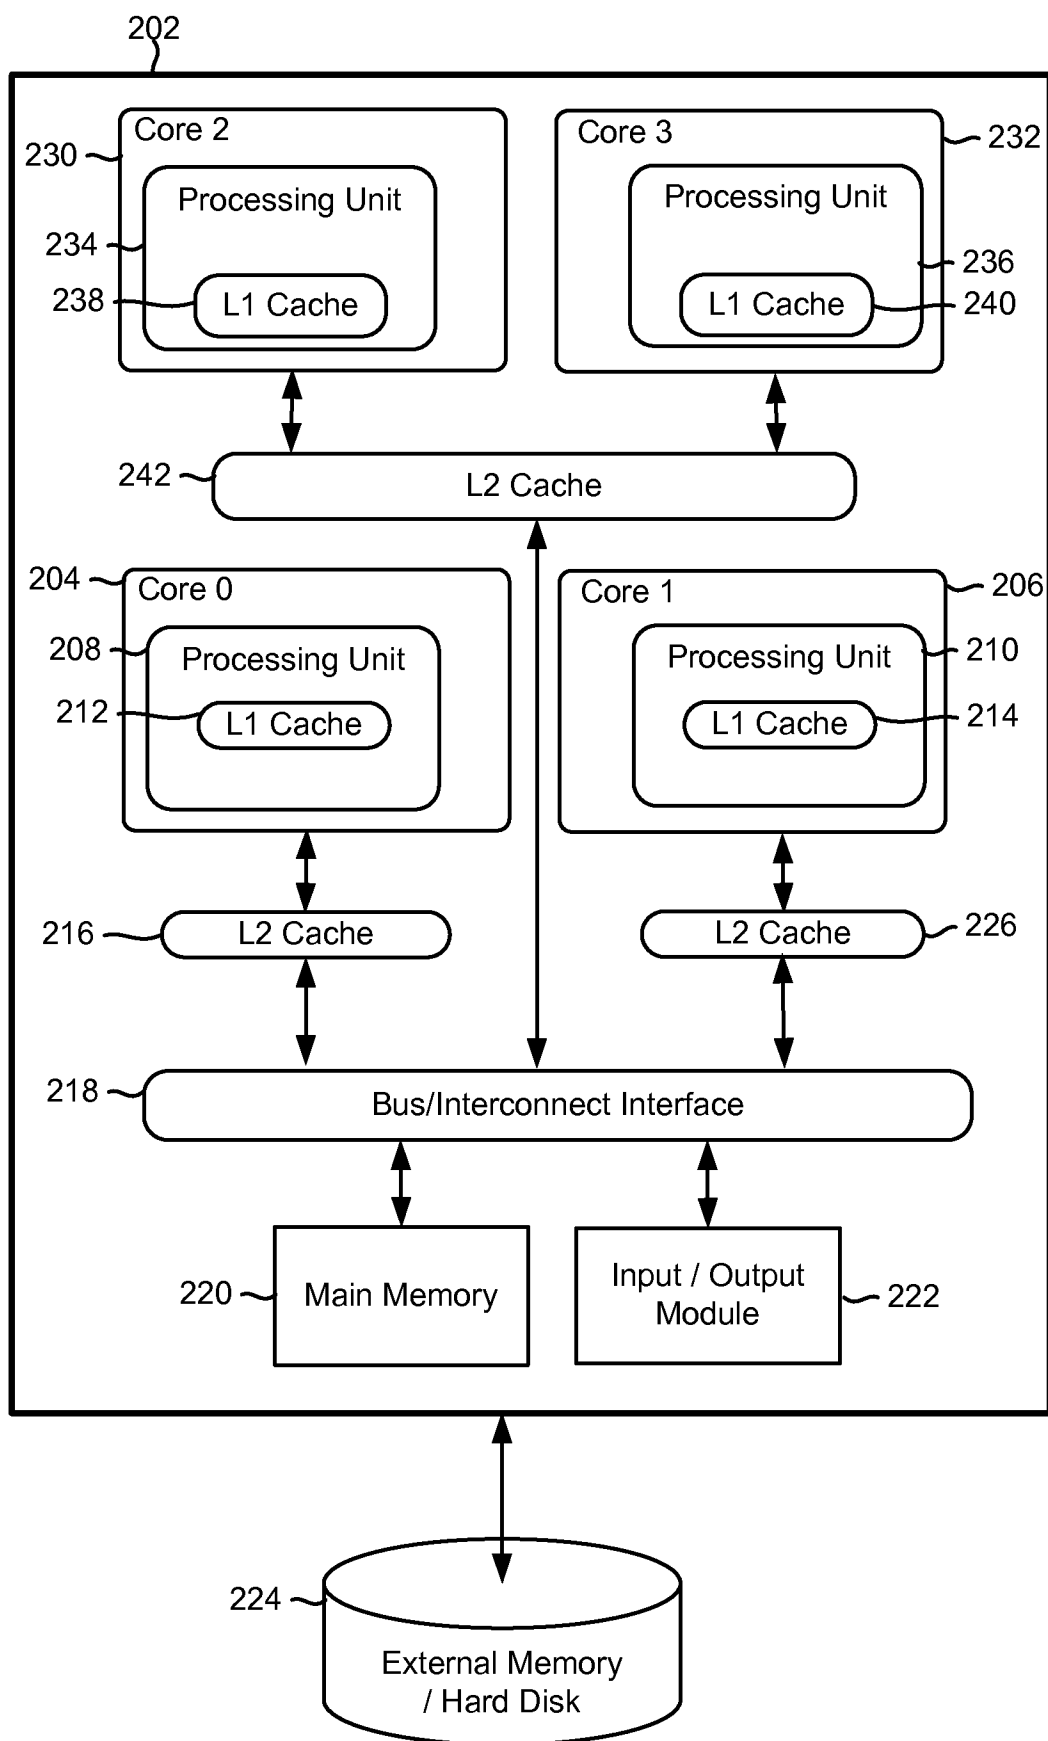 202
Core 2
Core 3
230
232
Processing Unit
Processing Unit
234
236
238
L1 Cache
L1 Cache
240
242
L2 Cache
204
Core 0
Core 1
206
208
Processing Unit
Processing Unit
210
212
L1 Cache
L1 Cache
214
216
L2 Cache
L2 Cache
226
218
Bus/Interconnect Interface
220
Main Memory
Input / Output
Module
222
224
External Memory
/ Hard Disk